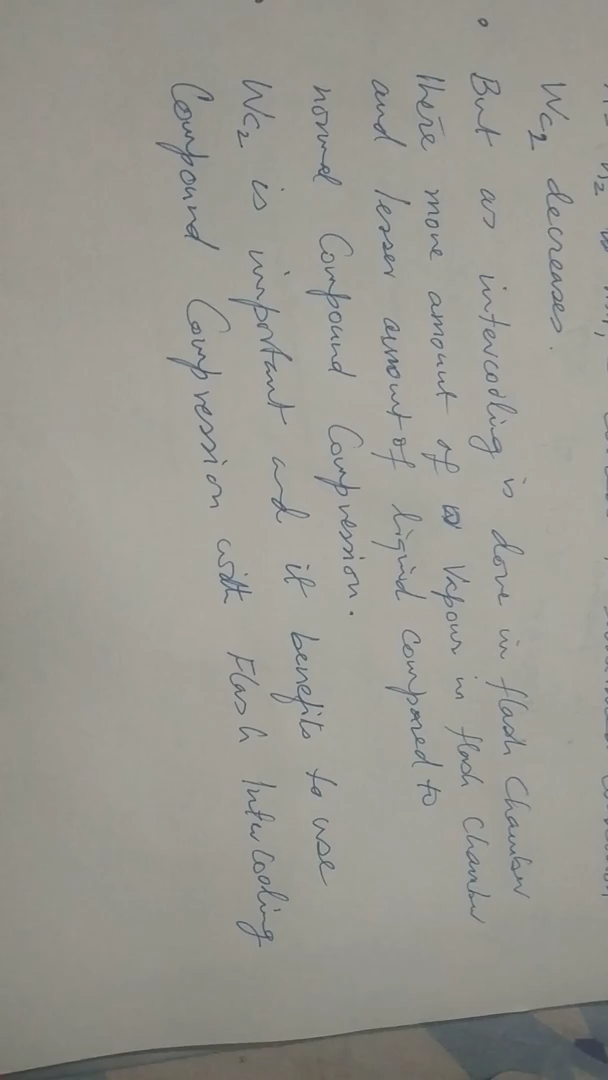 Wc2 decreases.
• But as intercooling is done in flash Chamber
there more amount of Vapour in flash Chamber
and lesser amount of liquid compared to
normal Compound Compression.
• Wc2 is important and it benefits to use
Compound Compression with Flash Intercooling